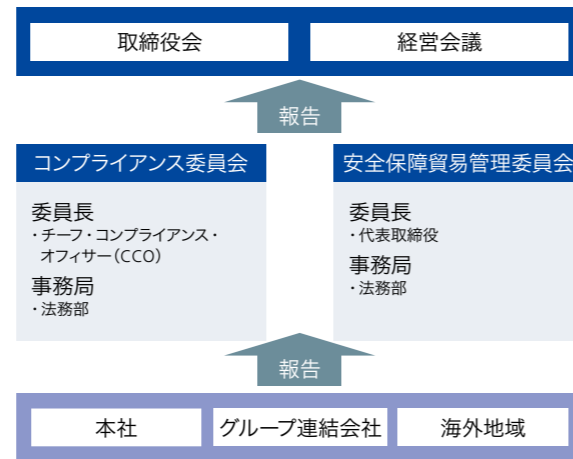 取締役会
経営会議
報告
コンプライアンス委員会
委員長
・チーフ・コンプライアンス・
オフィサー(CCO)
事務局
・法務部
安全保障貿易管理委員会
委員長
・代表取締役
事務局
・法務部
報告
本社
グループ連結会社
海外地域